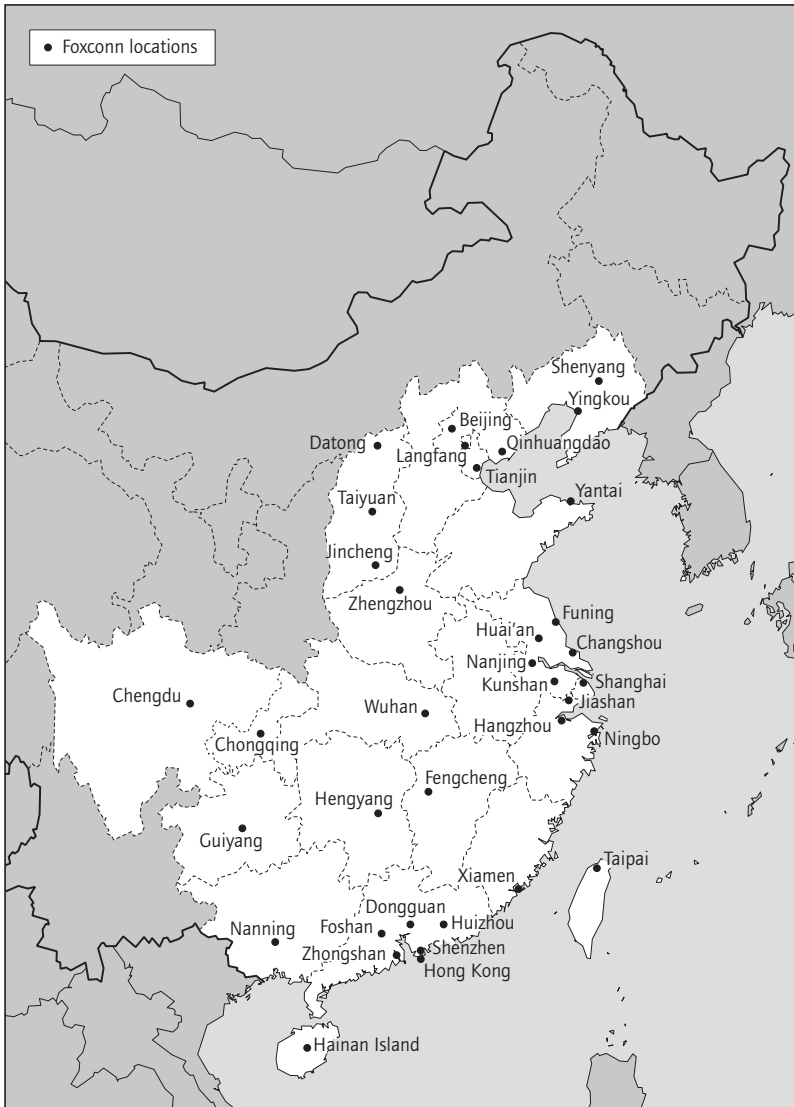 Foxconn locations
Shenyang
Yingkou
Beijing
Datong
Qinhuangdao
Langfang
Tianjin
Taiyuan
Yantai
Jincheng
Zhengzhou
Funing
Huai'an
Changshou
Nanjing
Kunshan
Shanghai
Chengdu
Jiashan
Wuhan
Hangzhou
Chongqing
Ningbo
Fengcheng
Hengyang
Guiyang
Taipai
Xiamen
Dongguan
Foshan
Huizhou
Nanning
Shenzhen
Zhongshan
Hong Kong
Hainan Island